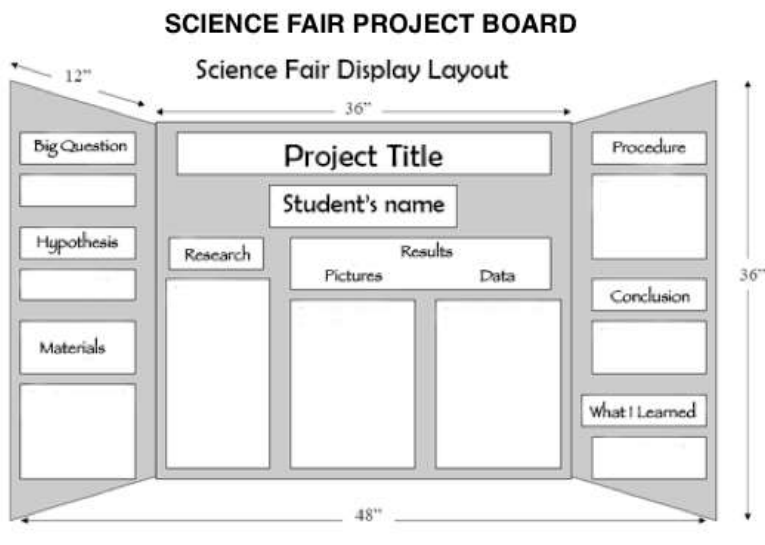 SCIENCE FAIR PROJECT BOARD
Science Fair Display Layout
12”
36”
Big Question
Hypothesis
Materials
Project Title
Student’s name
Research
Results
Pictures Data
Procedure
Conclusion
What I Learned
36”
48”